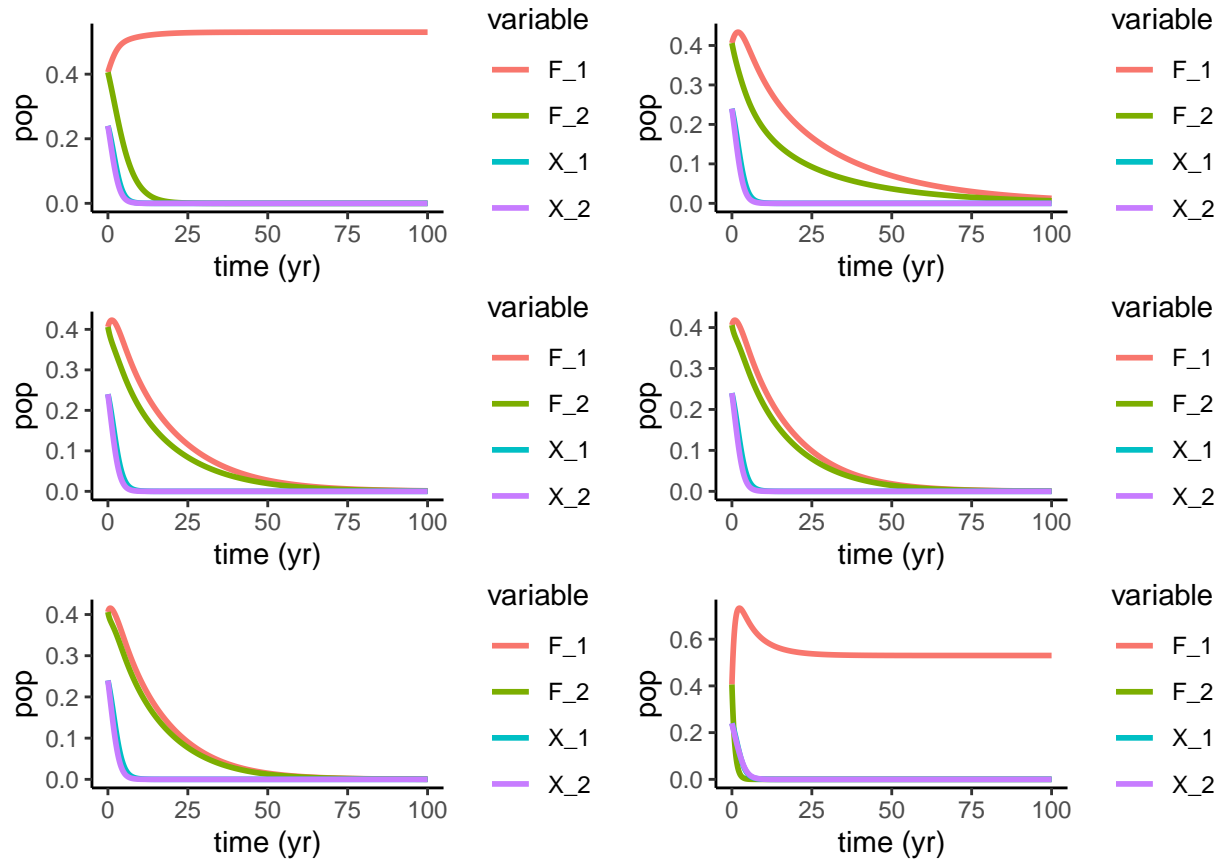 variable
F_1
F_2
X_1
X_2
pop
0.4
0.2
0.0
0 25 50 75 100
time (yr)
variable
F_1
F_2
X_1
X_2
pop
0.4
0.3
0.2
0.1
0.0
0 25 50 75 100
time (yr)
variable
F_1
F_2
X_1
X_2
pop
0.4
0.3
0.2
0.1
0.0
0 25 50 75 100
time (yr)
variable
F_1
F_2
X_1
X_2
pop
0.4
0.3
0.2
0.1
0.0
0 25 50 75 100
time (yr)
variable
F_1
F_2
X_1
X_2
pop
0.4
0.3
0.2
0.1
0.0
0 25 50 75 100
time (yr)
variable
F_1
F_2
X_1
X_2
pop
0.6
0.4
0.2
0.0
0 25 50 75 100
time (yr)